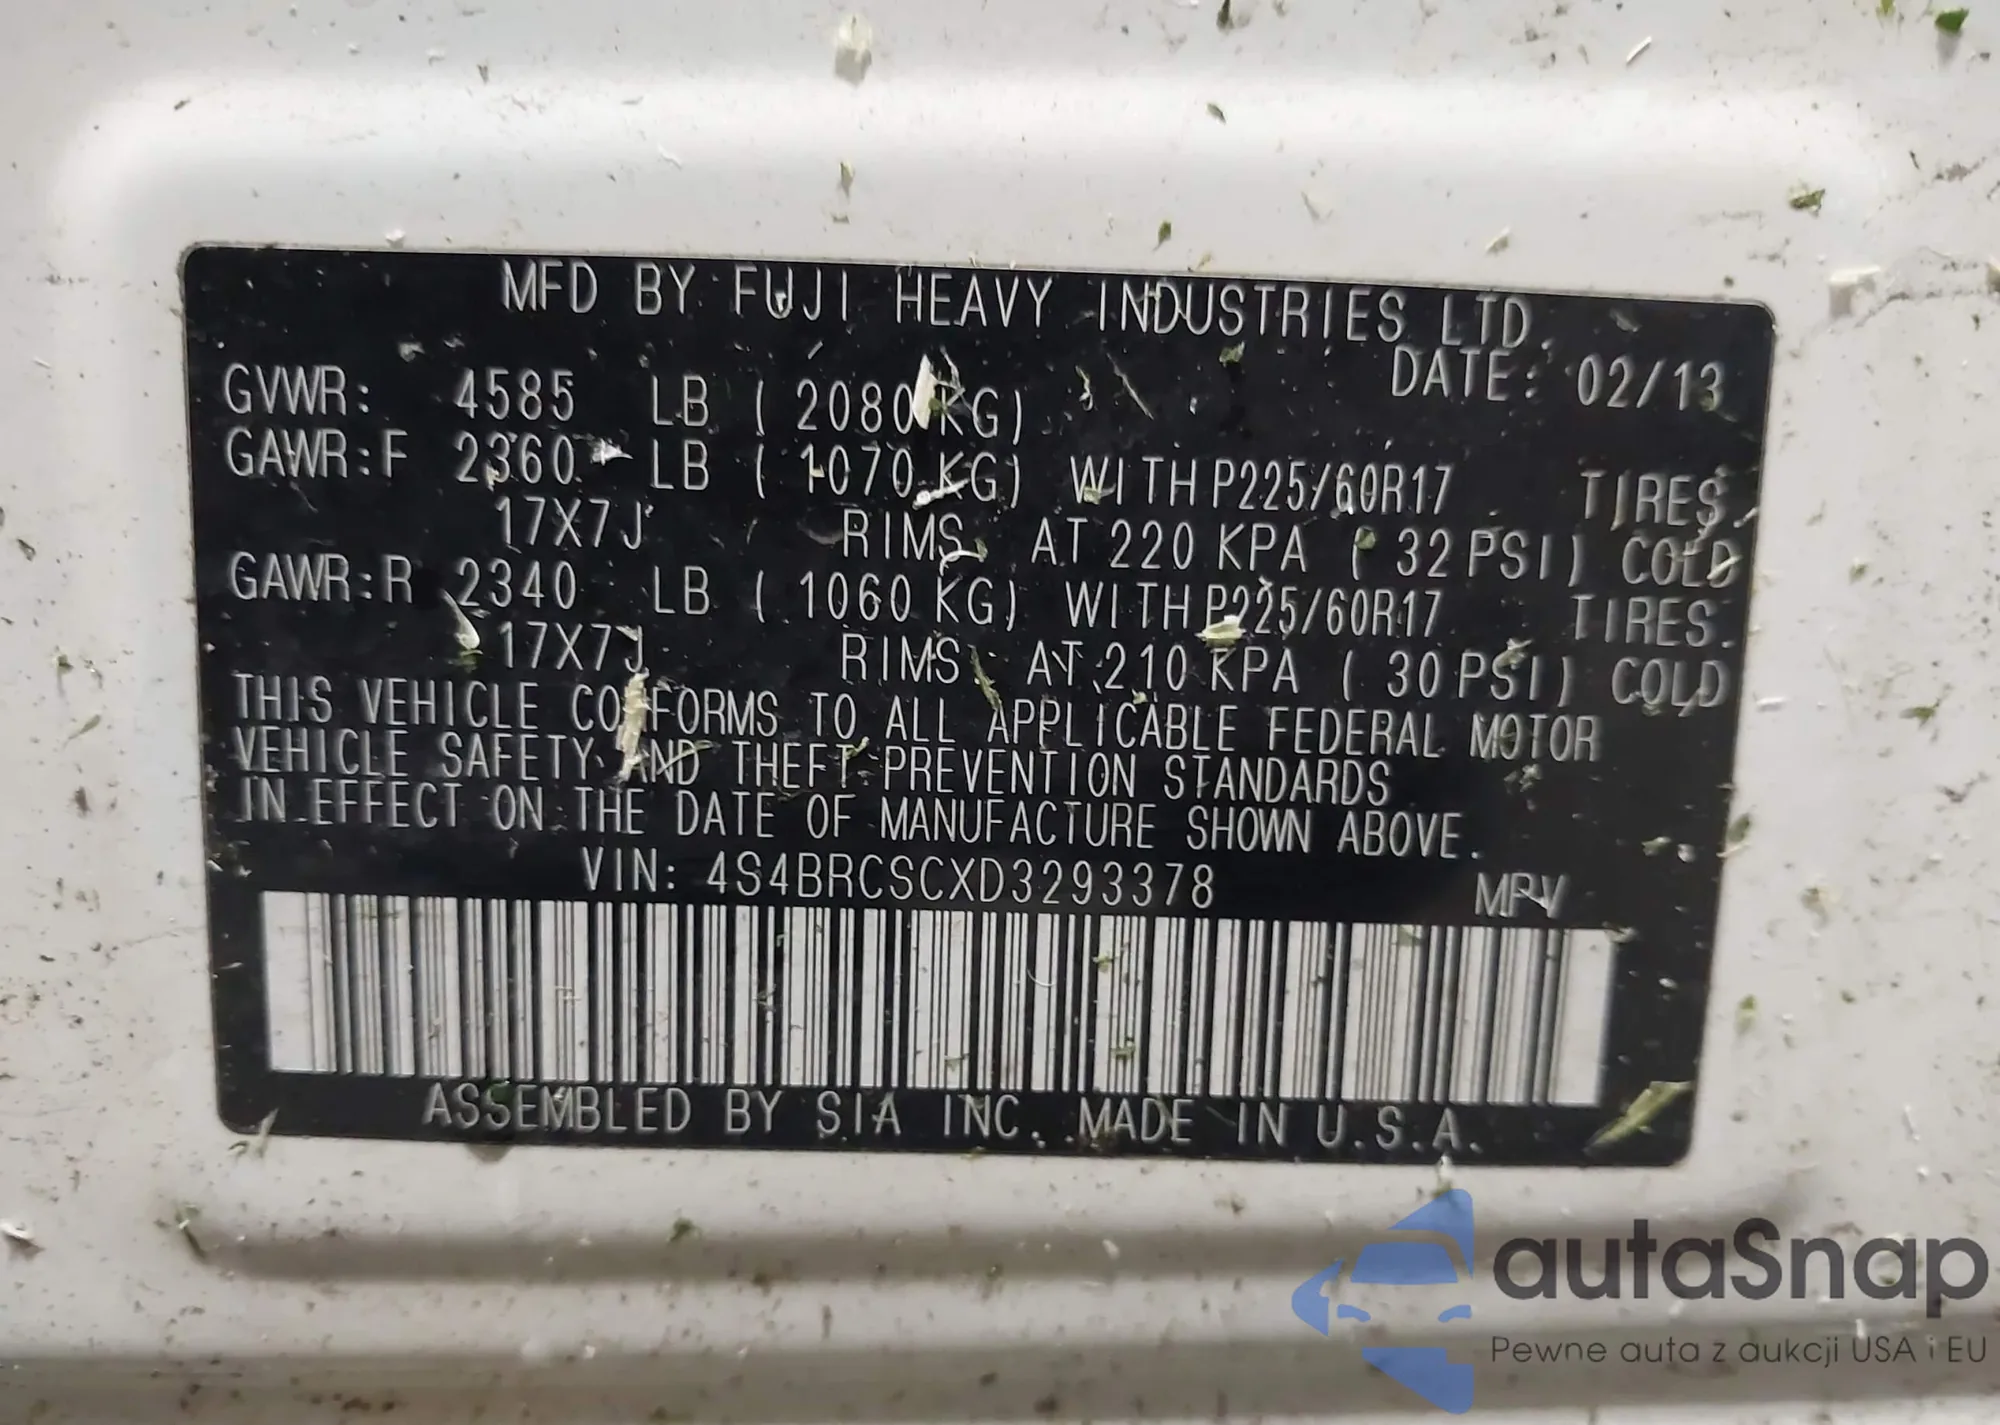 MFD BY FUJI HEAVY INDUSTRIES LTD.
DATE: 02/13
GVWR: 4585 LB ( 2080 KG)
GAWR:F 2360 LB ( 1070 KG) WITH P225/60R17 TIRES.
17X7J RIMS. AT 220 KPA ( 32 PSI) COLD
GAWR:R 2340 LB ( 1060 KG) WITH P225/60R17 TIRES.
17X7J RIMS AT 210 KPA ( 30 PSI) COLD
THIS VEHICLE CONFORMS TO ALL APPLICABLE FEDERAL MOTOR
VEHICLE SAFETY AND THEFT PREVENTION STANDARDS
IN EFFECT ON THE DATE OF MANUFACTURE SHOWN ABOVE.
VIN: 4S4BRCSCXD3293378 MPV
ASSEMBLED BY SIA INC. MADE IN U.S.A.
autaSnap
Pewne auta z aukcji USA i EU